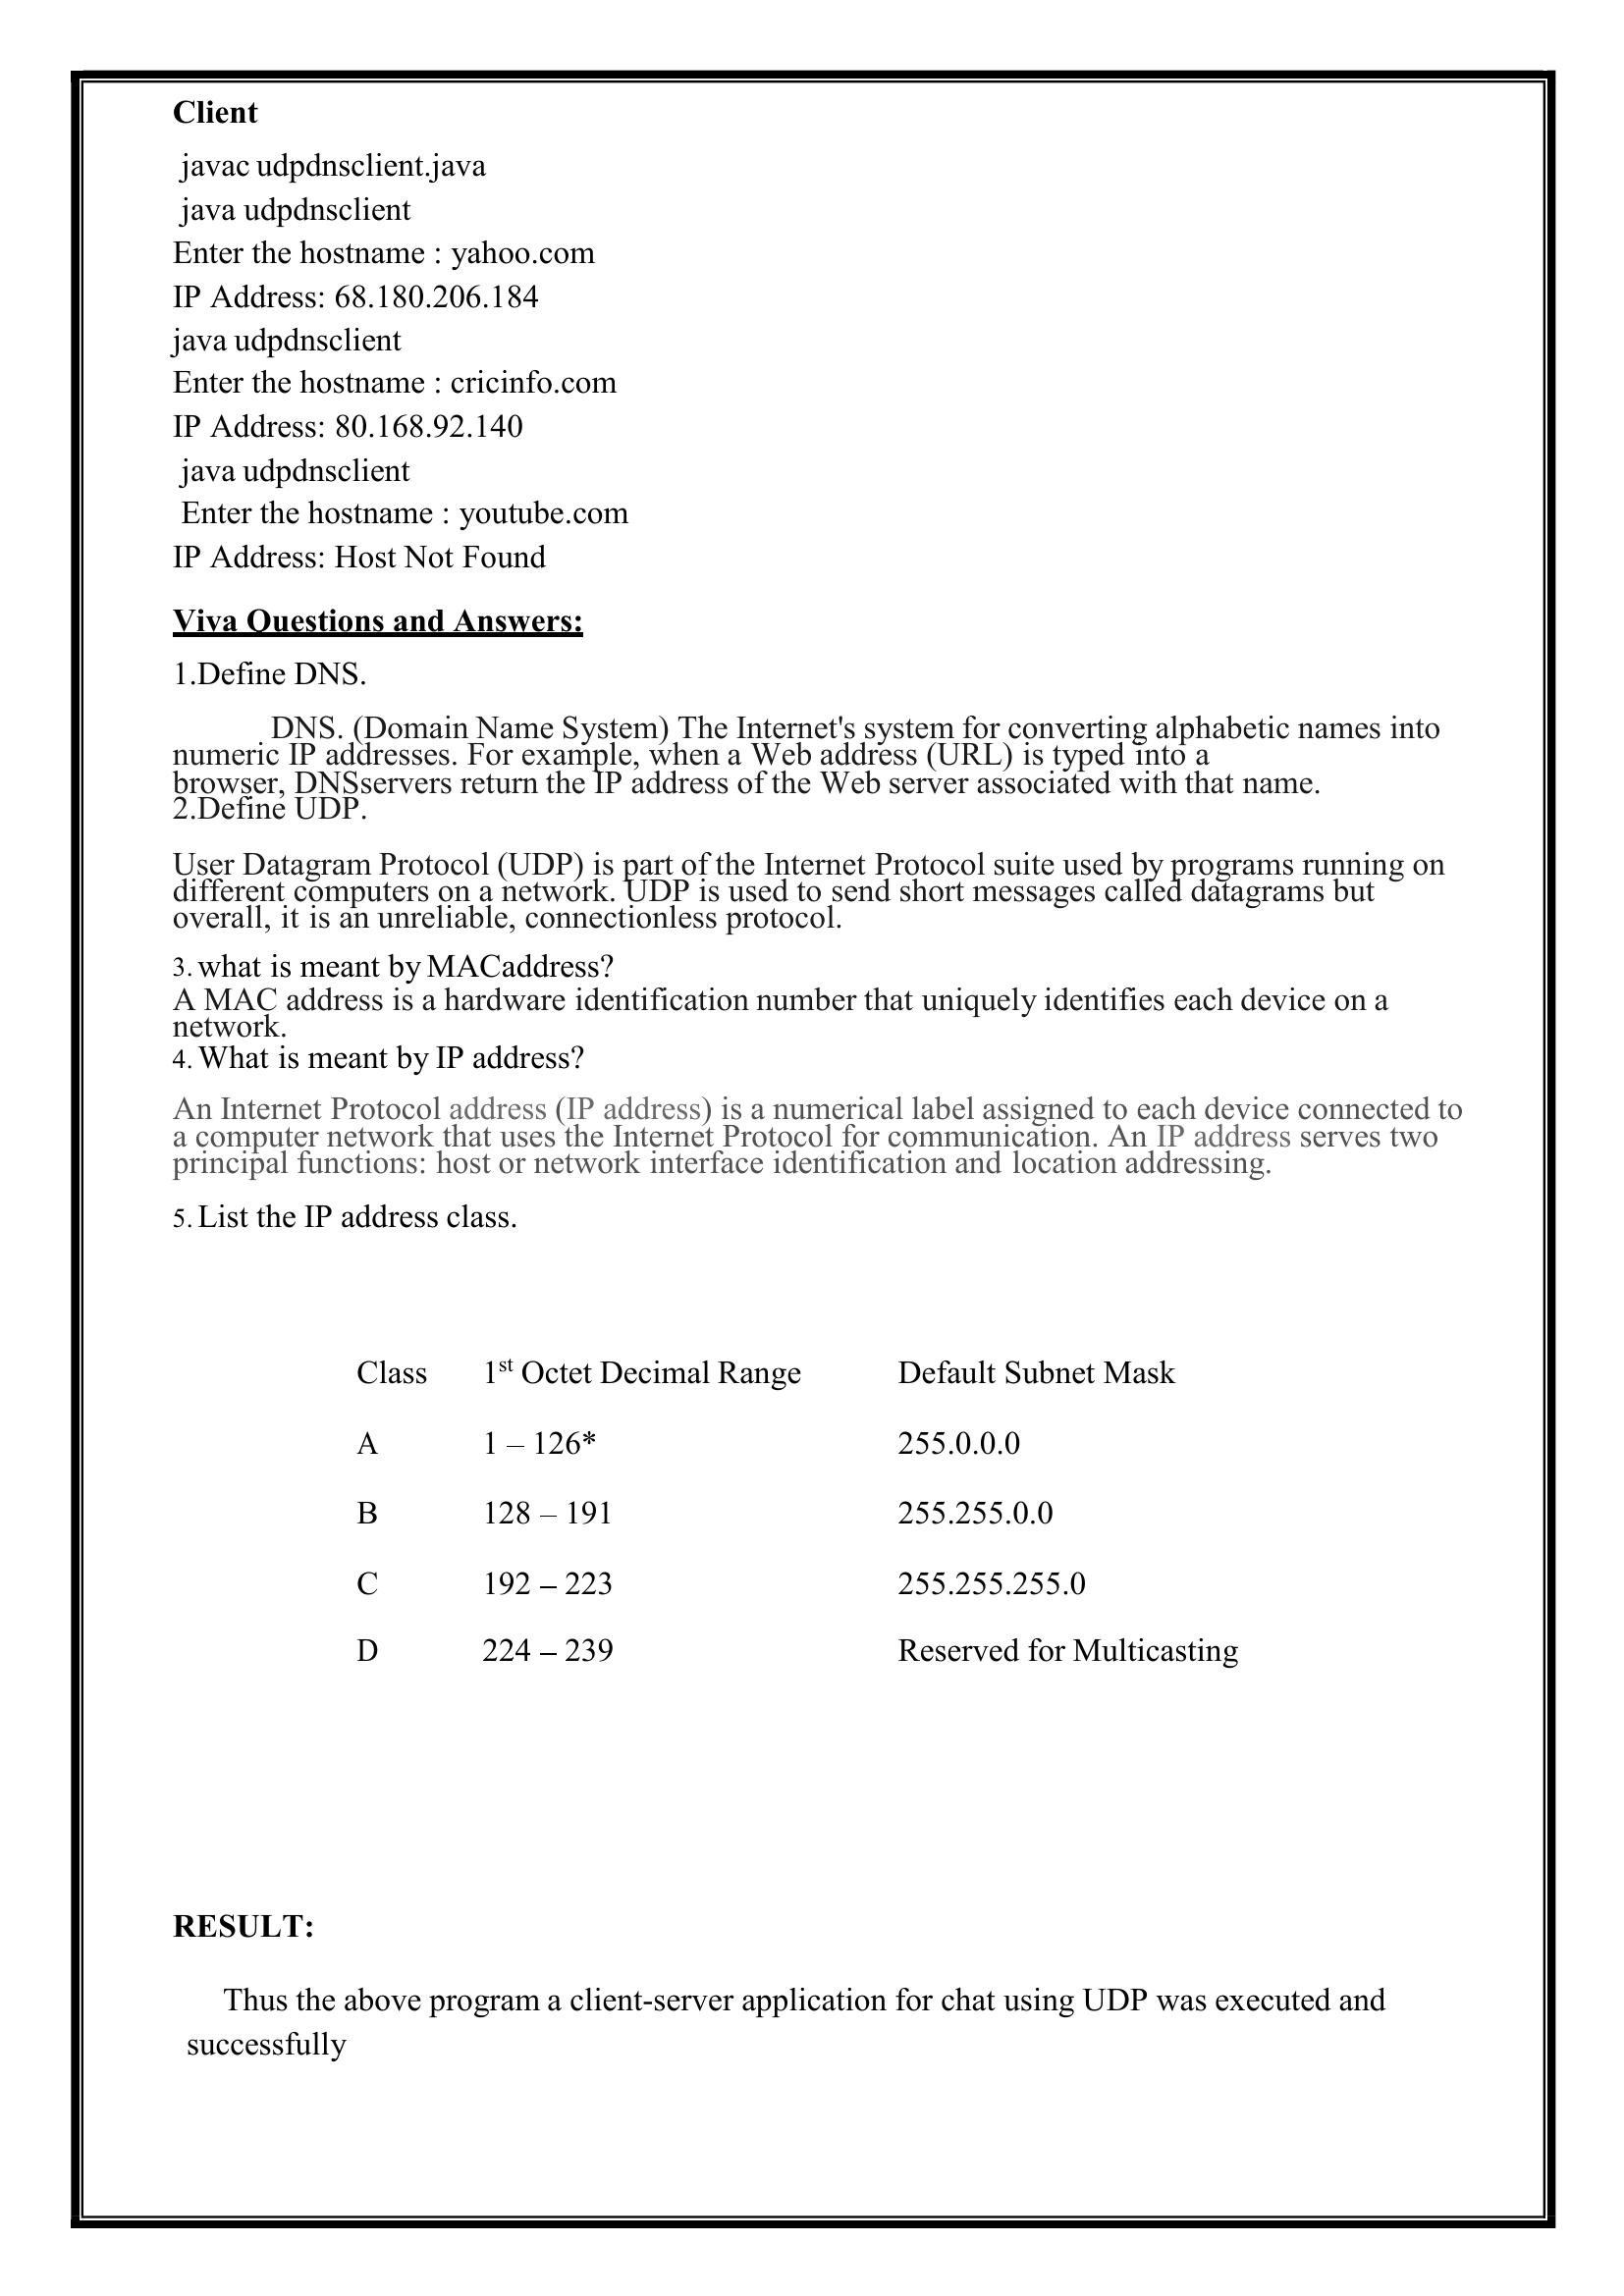 Client
javac udpdnsclient.java
java udpdnsclient
Enter the hostname : yahoo.com
IP Address: 68.180.206.184
java udpdnsclient
Enter the hostname : cricinfo.com
IP Address: 80.168.92.140
java udpdnsclient
Enter the hostname : youtube.com
IP Address: Host Not Found
Viva Questions and Answers:
1.Define DNS.
DNS. (Domain Name System) The Internet's system for converting alphabetic names into
numeric IP addresses. For example, when a Web address (URL) is typed into a
browser, DNSservers return the IP address of the Web server associated with that name.
2.Define UDP.
User Datagram Protocol (UDP) is part of the Internet Protocol suite used by programs running on
different computers on a network. UDP is used to send short messages called datagrams but
overall, it is an unreliable, connectionless protocol.
3. what is meant by MACaddress?
A MAC address is a hardware identification number that uniquely identifies each device on a
network.
4. What is meant by IP address?
An Internet Protocol address (IP address) is a numerical label assigned to each device connected to
a computer network that uses the Internet Protocol for communication. An IP address serves two
principal functions: host or network interface identification and location addressing.
5. List the IP address class.
Class 1st Octet Decimal Range Default Subnet Mask
A 1 – 126* 255.0.0.0
B 128 – 191 255.255.0.0
C 192 – 223 255.255.255.0
D 224 – 239 Reserved for Multicasting
RESULT:
Thus the above program a client-server application for chat using UDP was executed and
successfully